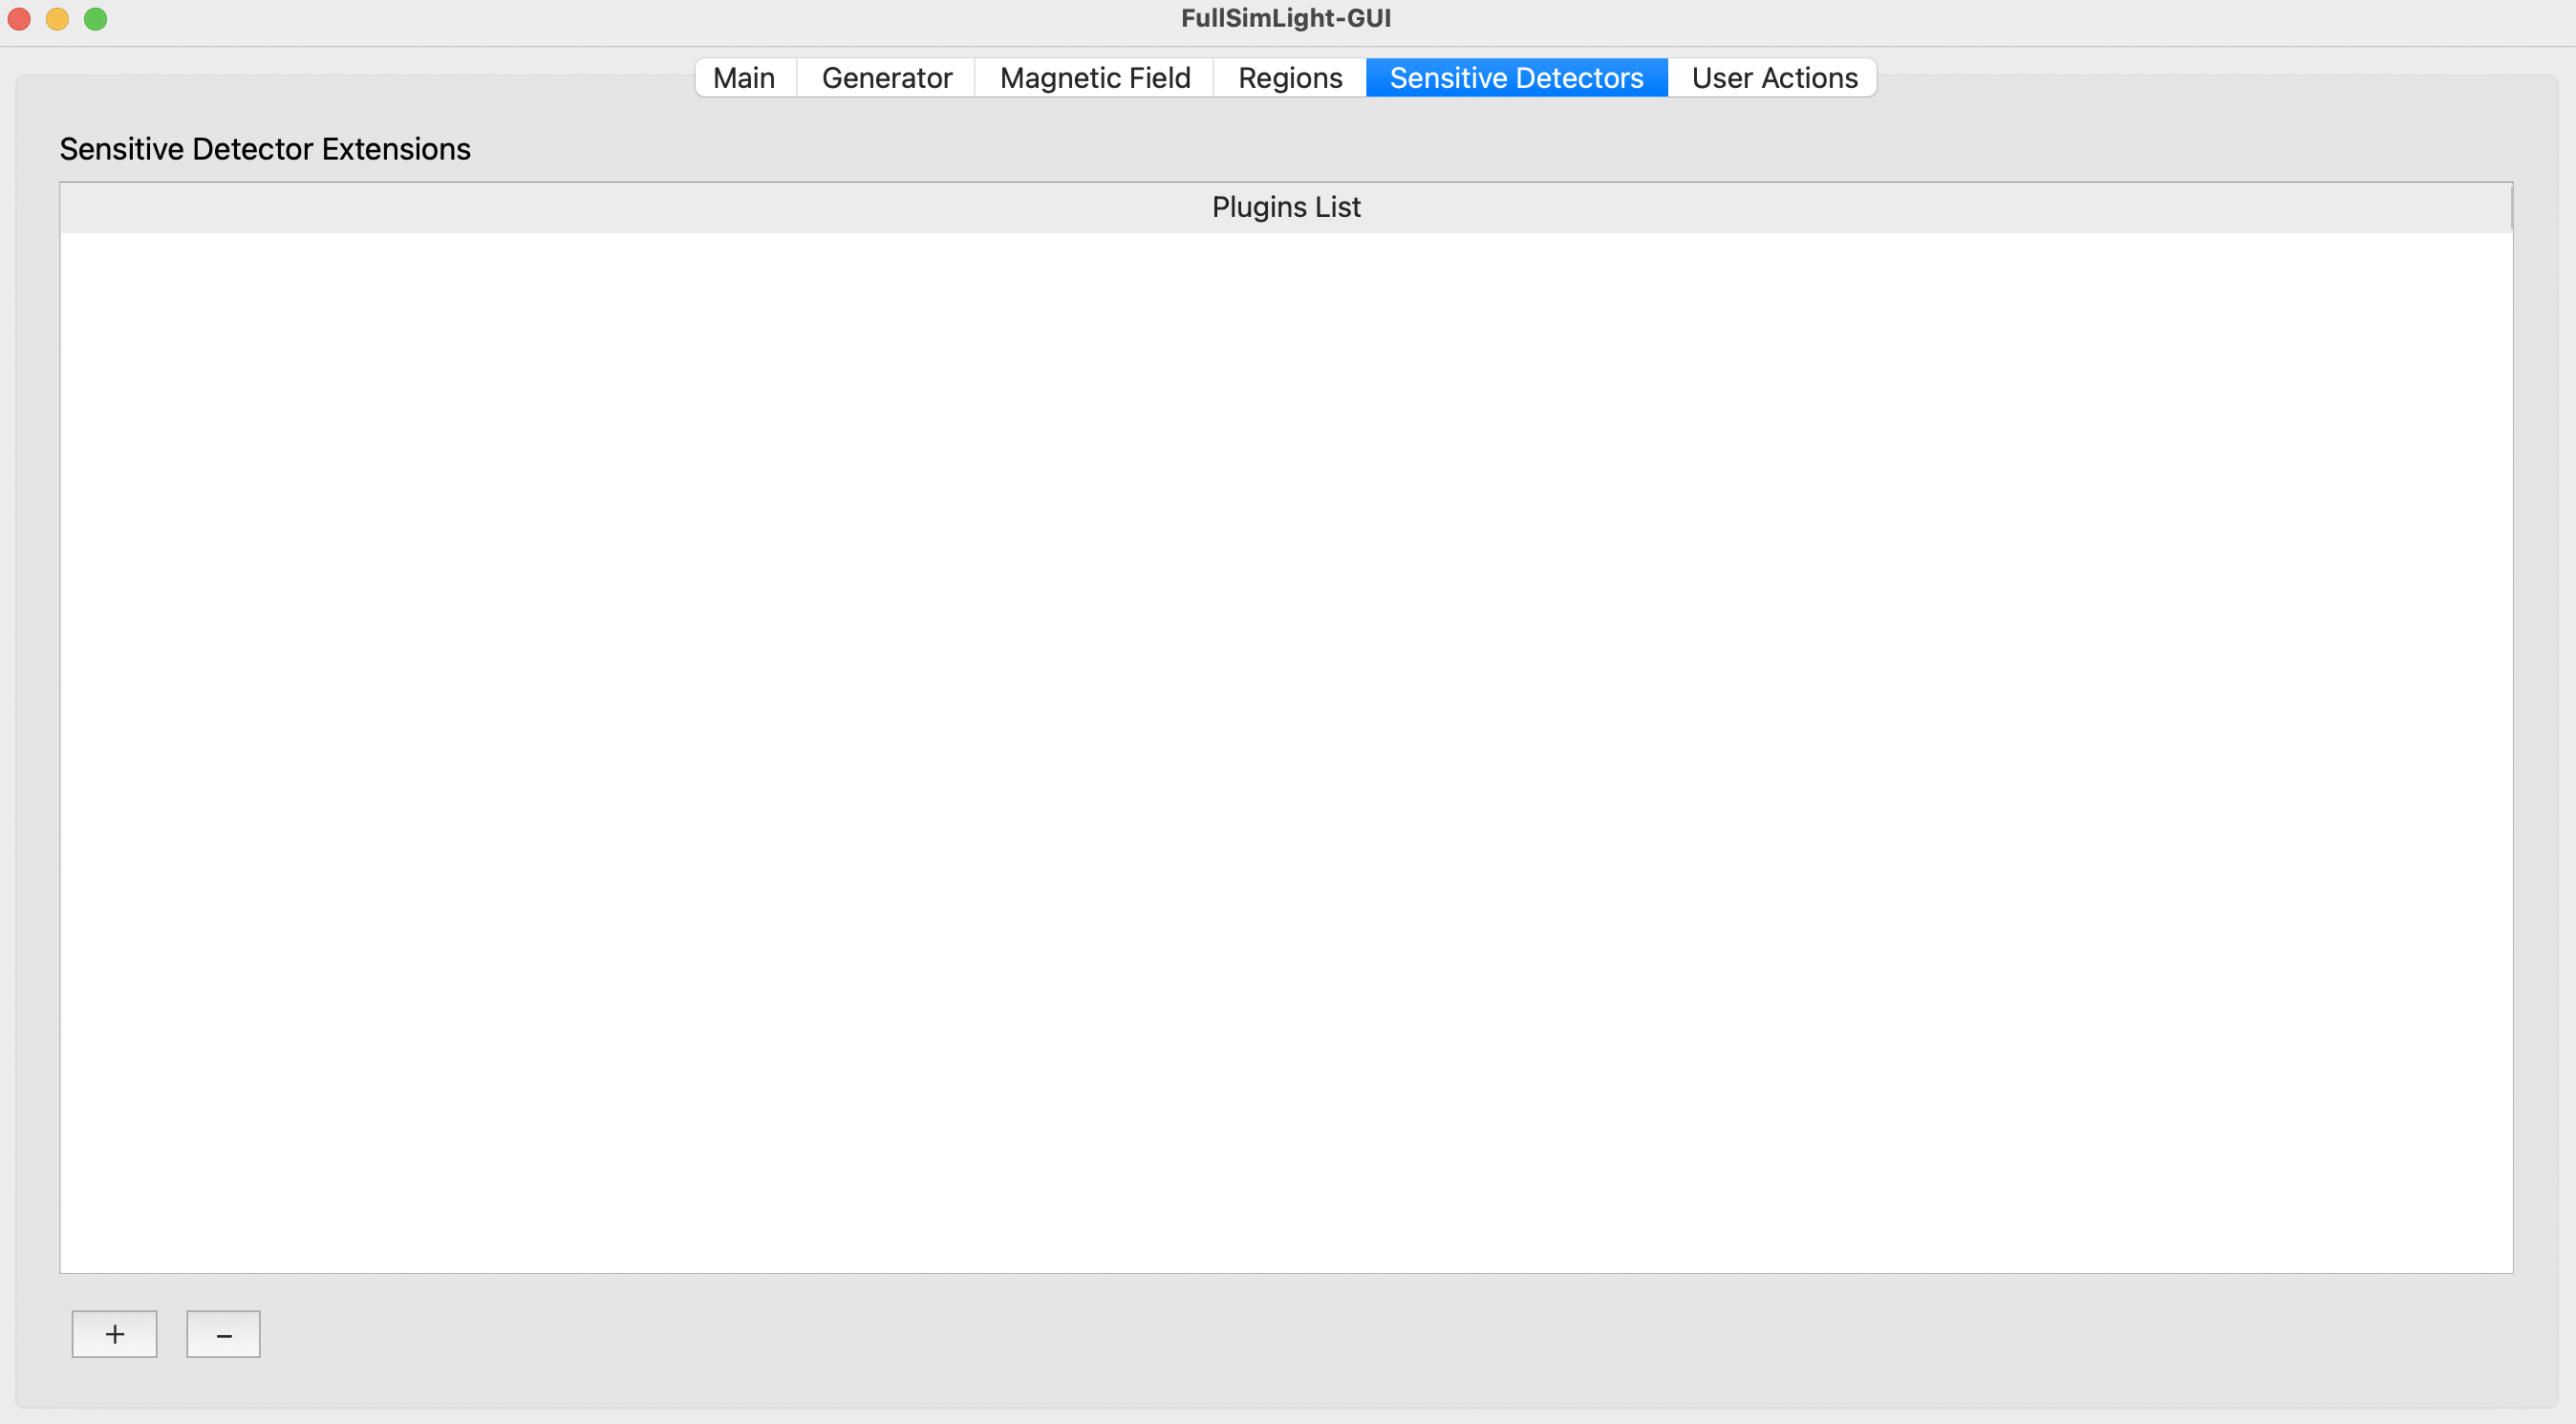 FullSimLight-GUI
Main Generator Magnetic Field Regions Sensitive Detectors User Actions
Sensitive Detector Extensions
Plugins List
+ −